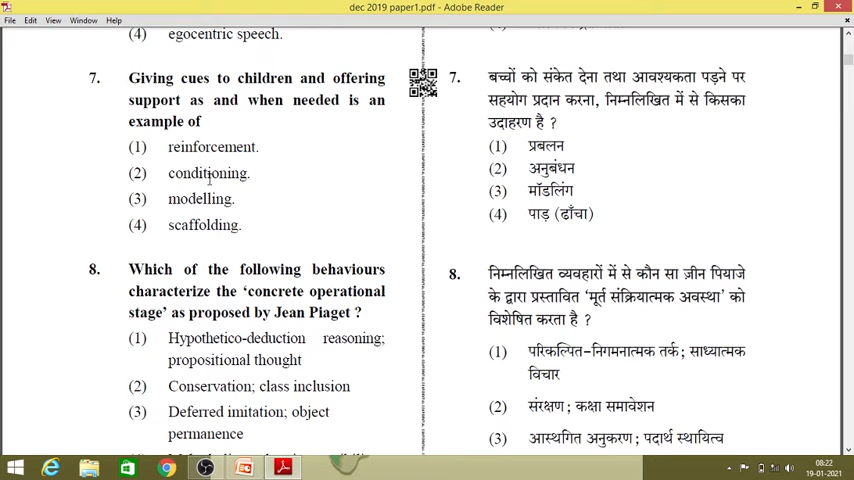 dec 2019 paper1.pdf - Adobe Reader
File Edit View Window Help
(4) egocentric speech.
7. Giving cues to children and offering
support as and when needed is an
example of
(1) reinforcement.
(2) conditioning.
(3) modelling.
(4) scaffolding.
8. Which of the following behaviours
characterize the ‘concrete operational
stage’ as proposed by Jean Piaget ?
(1) Hypothetico-deduction reasoning;
propositional thought
(2) Conservation; class inclusion
(3) Deferred imitation; object
permanence
7. बच्चों को संकेत देना तथा आवश्यकता पड़ने पर
सहयोग प्रदान करना, निम्नलिखित में से किसका
उदाहरण है ?
(1) प्रबलन
(2) अनुबंधन
(3) मॉडलिंग
(4) पाड़ (ढाँचा)
8. निम्नलिखित व्यवहारों में से कौन सा ज़ीन पियाजे
के द्वारा प्रस्तावित ‘मूर्त संक्रियात्मक अवस्था’ को
विशेषित करता है ?
(1) परिकल्पित-निगमनात्मक तर्क; साध्यात्मक
विचार
(2) संरक्षण; कक्षा समावेशन
(3) आस्थगित अनुकरण; पदार्थ स्थायित्व
08:22
19-01-2021